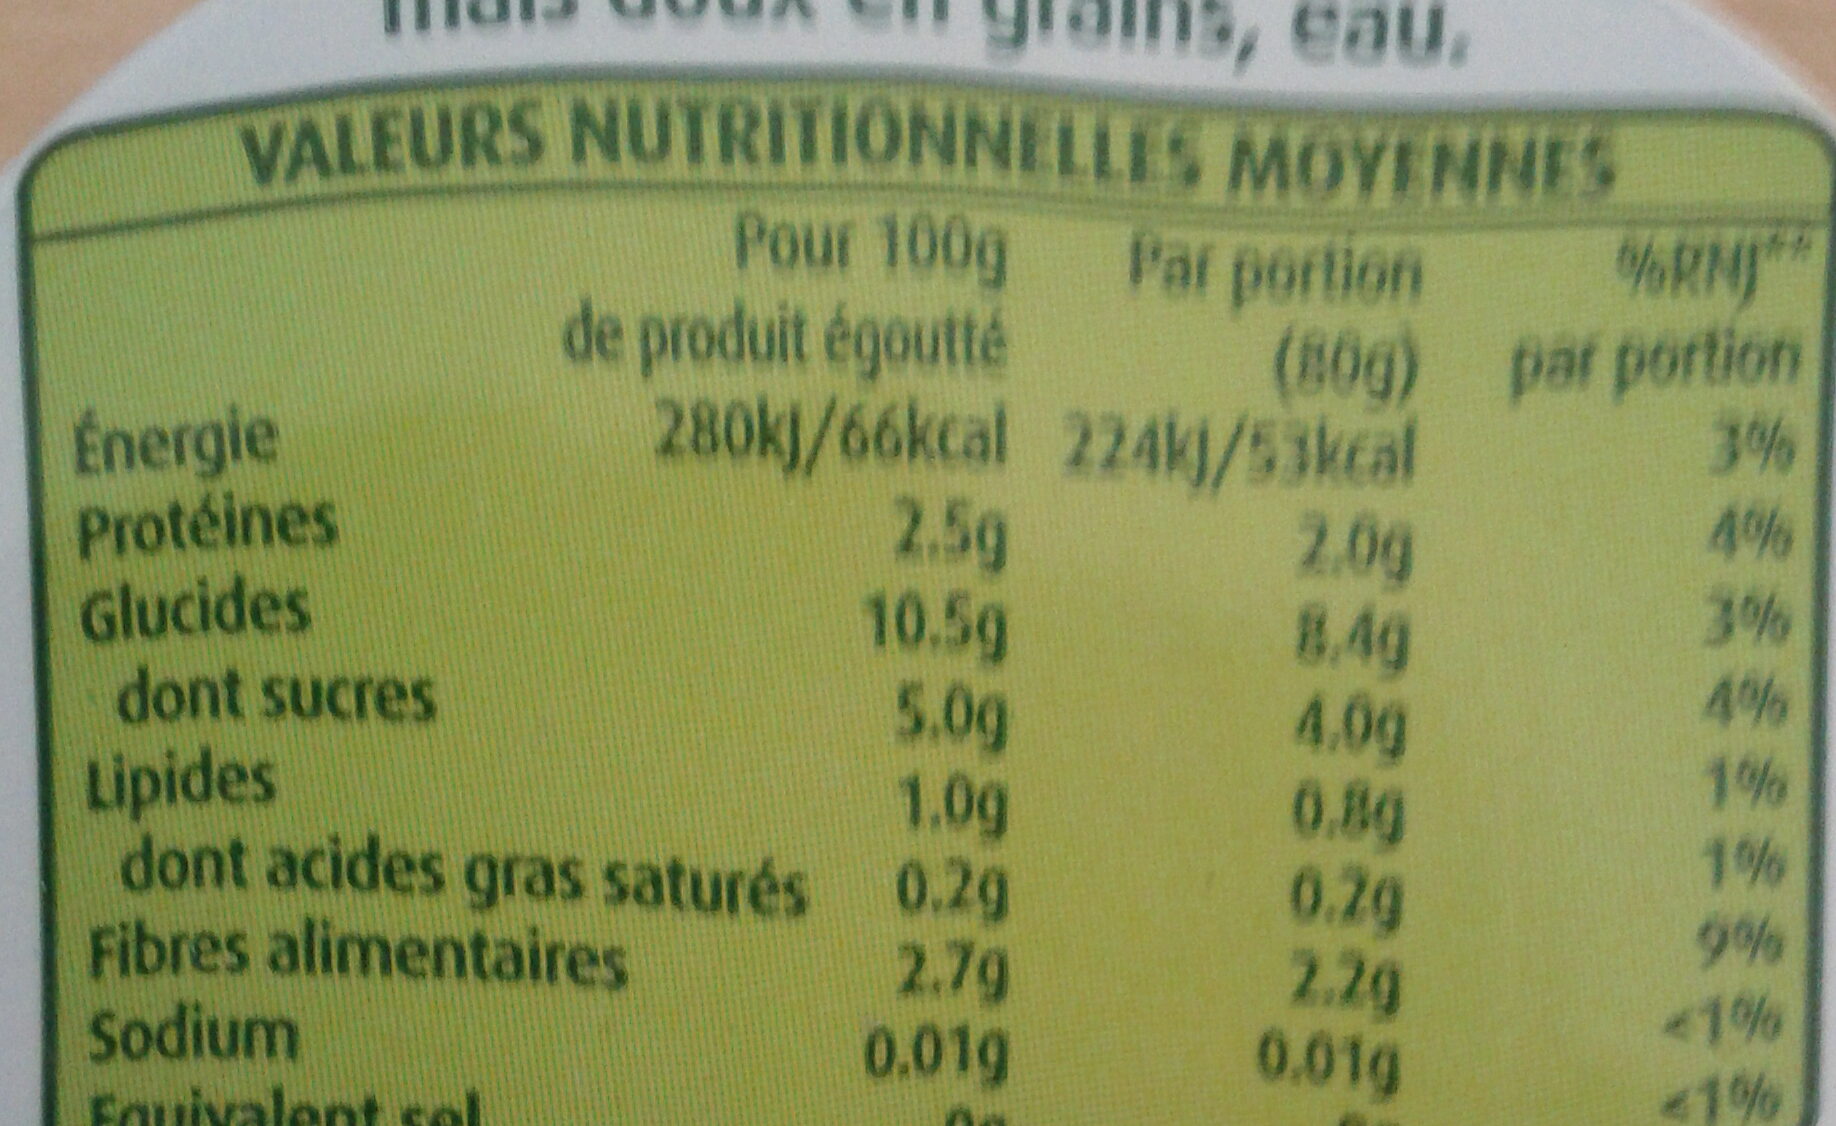 maïs doux en grains, eau.
VALEURS NUTRITIONNELLES MOYENNES
Pour 100g Par portion %RNJ**
de produit égoutté (80g) par portion
Énergie 280kJ/66kcal 224kJ/53kcal 3%
Protéines 2.5g 2.0g 4%
Glucides 10.5g 8.4g 3%
dont sucres 5.0g 4.0g 4%
Lipides 1.0g 0.8g 1%
dont acides gras saturés 0.2g 0.2g 1%
Fibres alimentaires 2.7g 2.2g 9%
Sodium 0.01g 0.01g <1%
Equivalent sel <1%